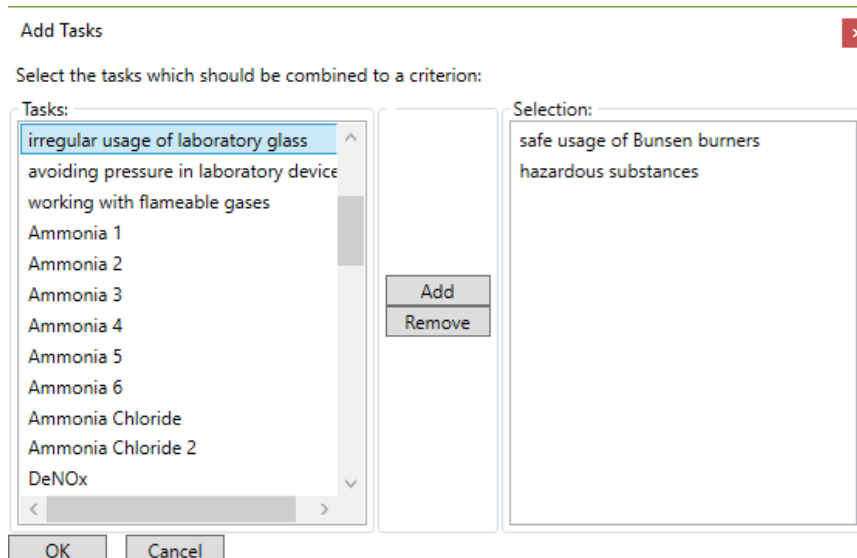 Add Tasks
Select the tasks which should be combined to a criterion:
Tasks:
irregular usage of laboratory glass
avoiding pressure in laboratory device
working with flameable gases
Ammonia 1
Ammonia 2
Ammonia 3
Ammonia 4
Ammonia 5
Ammonia 6
Ammonia Chloride
Ammonia Chloride 2
DeNOx
Add
Remove
Selection:
safe usage of Bunsen burners
hazardous substances
OK
Cancel